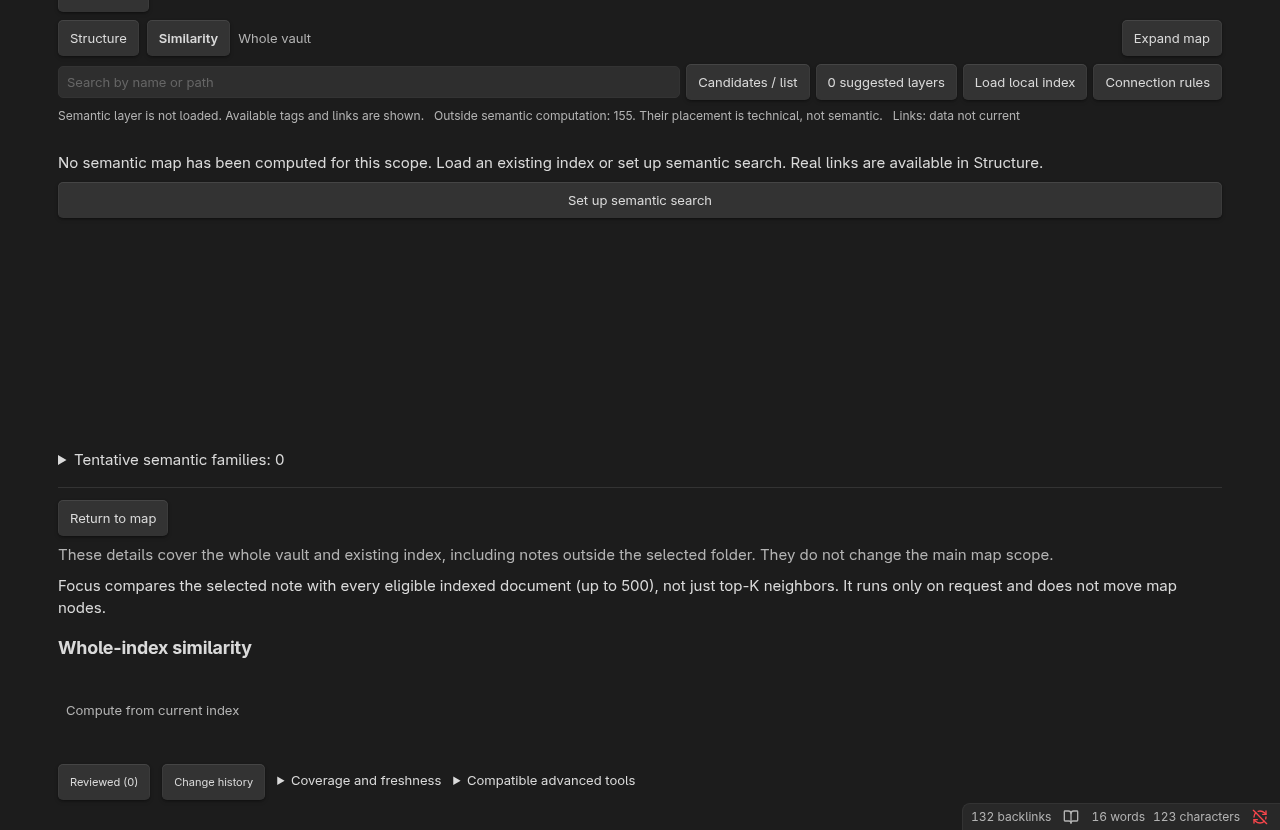 Structure Similarity Whole vault Expand map
Search by name or path Candidates / list 0 suggested layers Load local index Connection rules
Semantic layer is not loaded. Available tags and links are shown. Outside semantic computation: 155. Their placement is technical, not semantic. Links: data not current
No semantic map has been computed for this scope. Load an existing index or set up semantic search. Real links are available in Structure.
Set up semantic search
Tentative semantic families: 0
Return to map
These details cover the whole vault and existing index, including notes outside the selected folder. They do not change the main map scope.
Focus compares the selected note with every eligible indexed document (up to 500), not just top-K neighbors. It runs only on request and does not move map
nodes.
Whole-index similarity
Compute from current index
Reviewed (0) Change history Coverage and freshness Compatible advanced tools
132 backlinks 16 words 123 characters